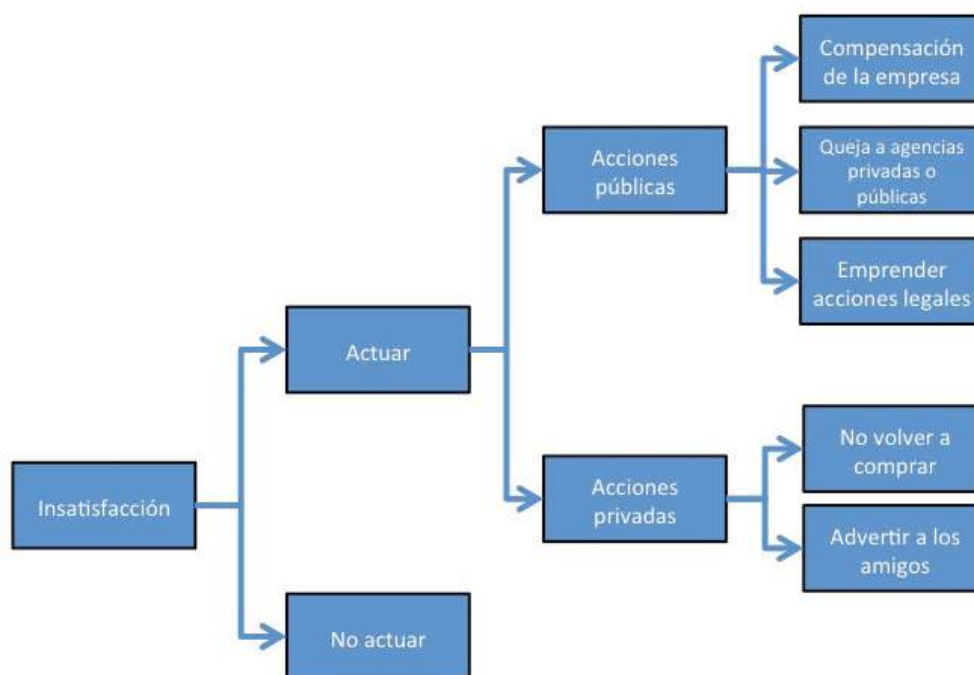 Compensación
de la empresa
Queja a agencias
privadas o
públicas
Emprender
acciones legales
Acciones
públicas
Actuar
Insatisfacción
No actuar
Acciones
privadas
No volver a
comprar
Advertir a los
amigos